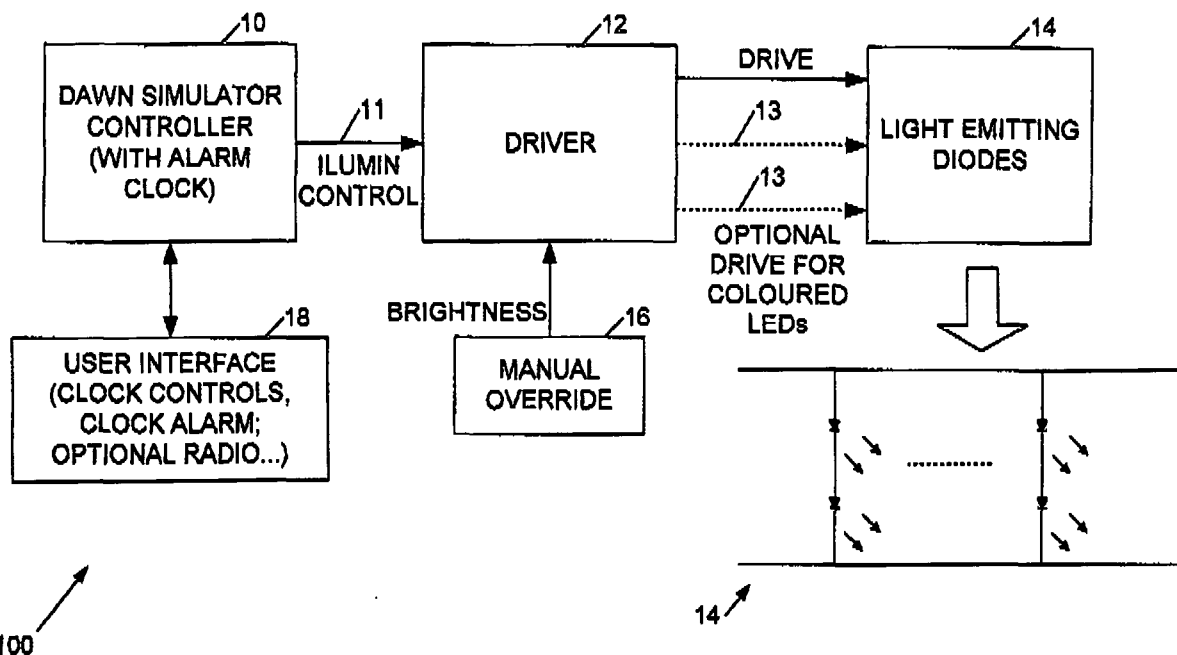 10
DAWN SIMULATOR
CONTROLLER
(WITH ALARM
CLOCK)
11
ILUMIN
CONTROL
12
DRIVER
DRIVE
13
13
OPTIONAL
DRIVE FOR
COLOURED
LEDs
14
LIGHT EMITTING
DIODES
18
USER INTERFACE
(CLOCK CONTROLS,
CLOCK ALARM;
OPTIONAL RADIO...)
BRIGHTNESS
16
MANUAL
OVERRIDE
14
100